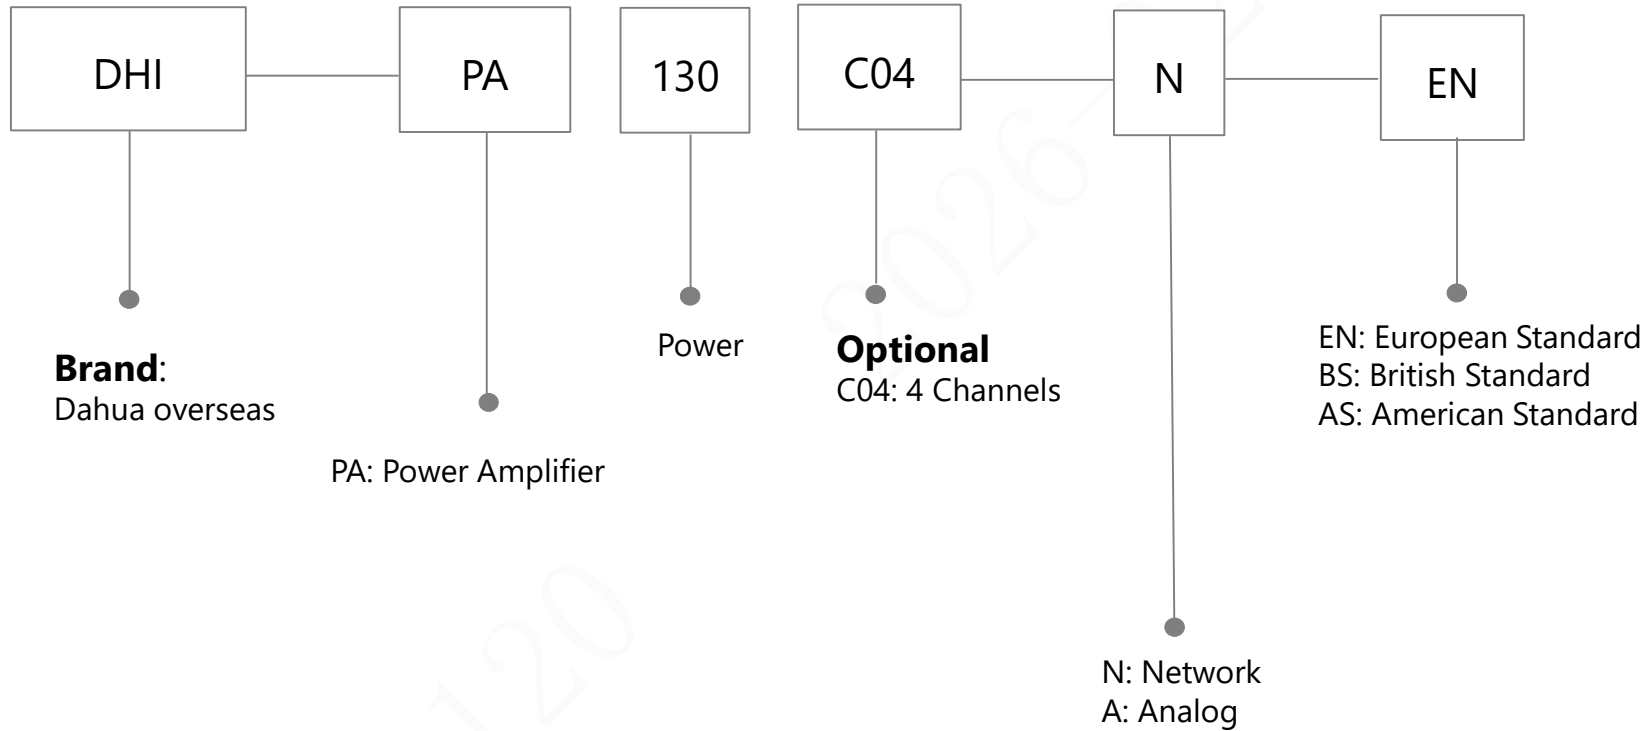 DHI
PA
130
C04
N
EN
Brand:
Dahua overseas
PA: Power Amplifier
Power
Optional
C04: 4 Channels
N: Network
A: Analog
EN: European Standard
BS: British Standard
AS: American Standard